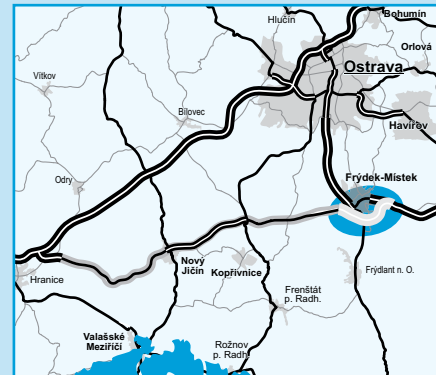 Bohumín
Hlučín
Orlová
Ostrava
Vítkov
Bílovec
Havířov
Frýdek-Místek
Odry
Nový
Jičín
Kopřivnice
Frýdlant n. O.
Hranice
Frenštát
p. Radh.
Valašské
Meziříčí
Rožnov
p. Radh.